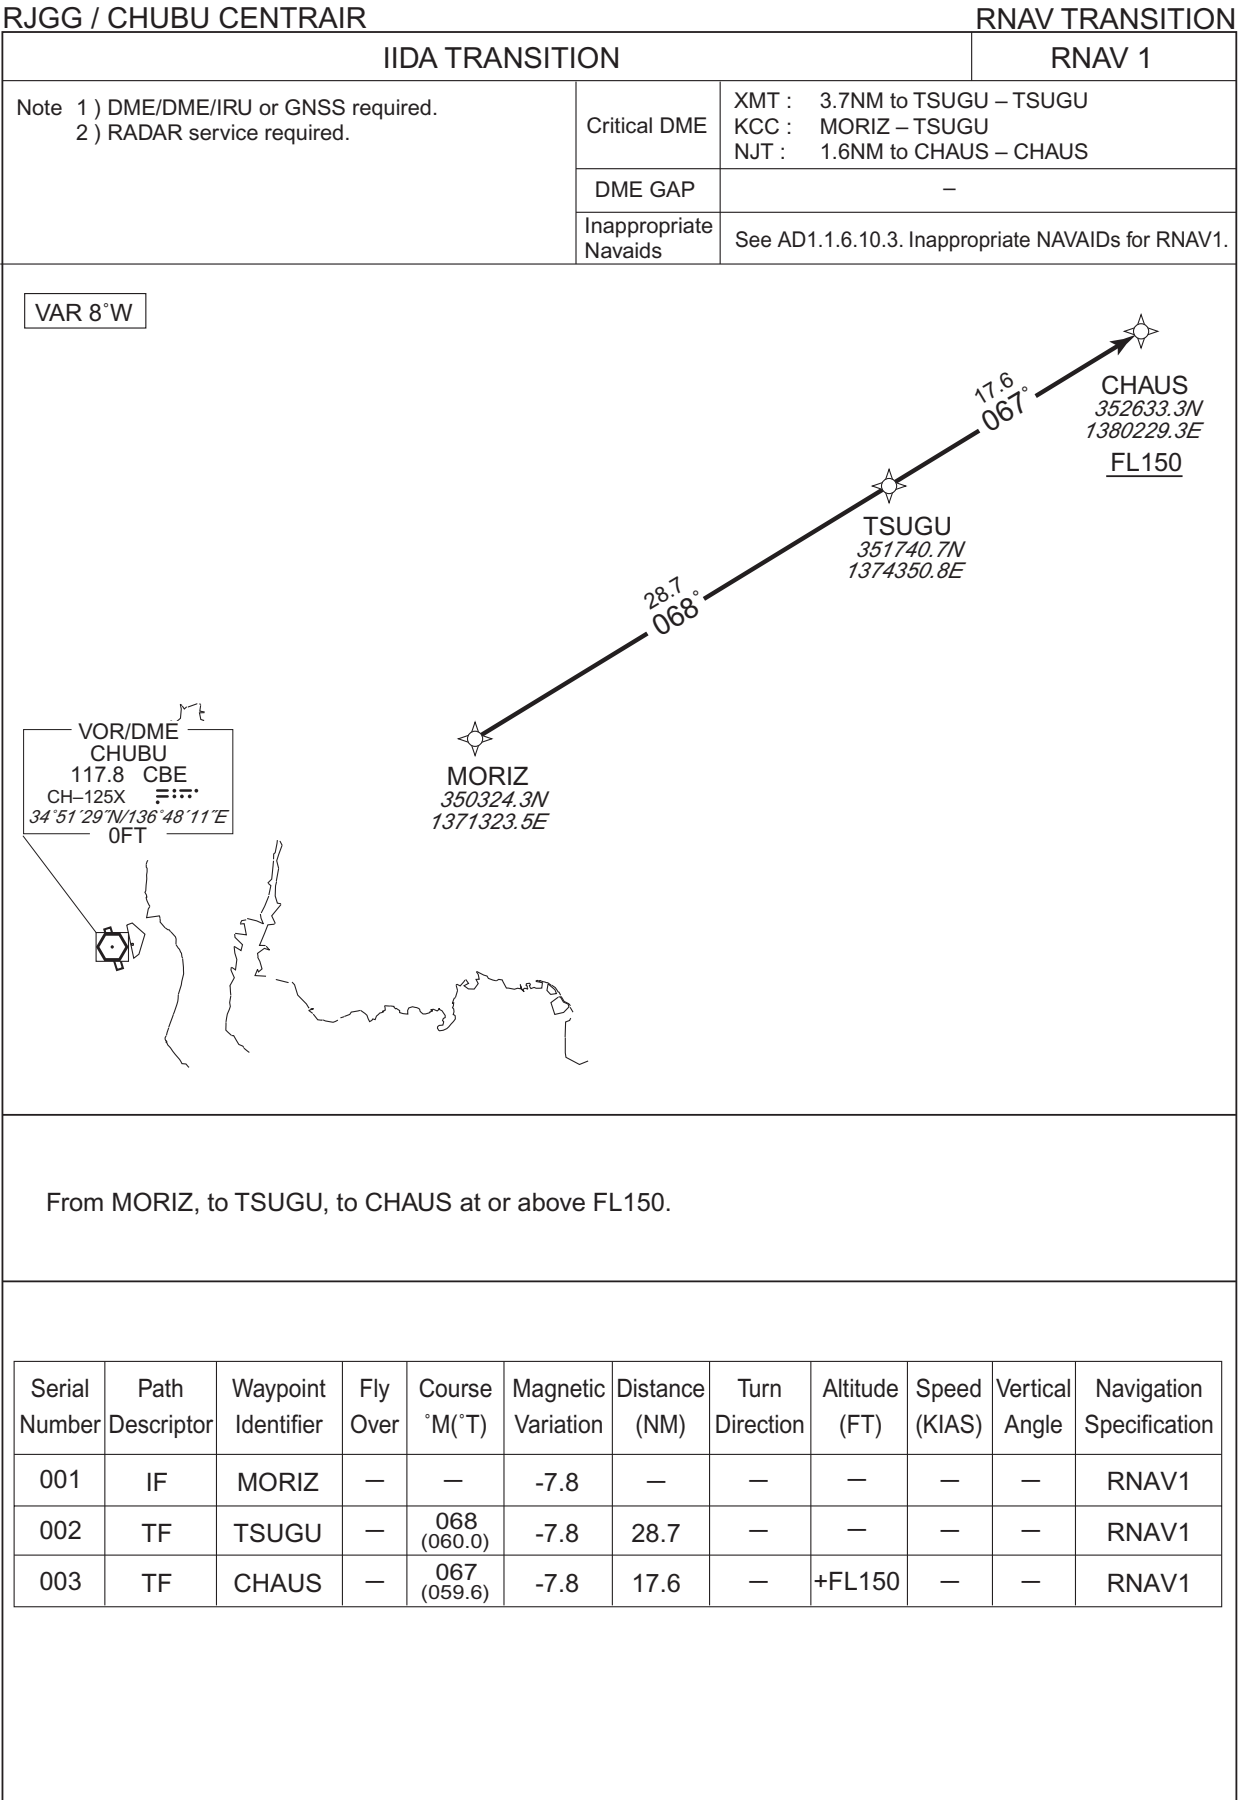 RJGG / CHUBU CENTRAIR
RNAV TRANSITION
IIDA TRANSITION
RNAV 1
Note 1 ) DME/DME/IRU or GNSS required.
2 ) RADAR service required.
Critical DME
XMT : 3.7NM to TSUGU – TSUGU
KCC : MORIZ – TSUGU
NJT : 1.6NM to CHAUS – CHAUS
DME GAP
–
Inappropriate
Navaids
See AD1.1.6.10.3. Inappropriate NAVAIDs for RNAV1.
VAR 8˚W
CHAUS
352633.3N
1380229.3E
FL150
17.6
067˚
TSUGU
351740.7N
1374350.8E
28.7
068˚
MORIZ
350324.3N
1371323.5E
VOR/DME
CHUBU
117.8 CBE
CH–125X
34˚51´29˝N/136˚48´11˝E
0FT
From MORIZ, to TSUGU, to CHAUS at or above FL150.
Serial Number Path Descriptor Waypoint Identifier Fly Over Course ˚M(˚T) Magnetic Variation Distance (NM) Turn Direction Altitude (FT) Speed (KIAS) Vertical Angle Navigation Specification
001 IF MORIZ — — -7.8 — — — — — RNAV1
002 TF TSUGU — 068 (060.0) -7.8 28.7 — — — — RNAV1
003 TF CHAUS — 067 (059.6) -7.8 17.6 — +FL150 — — RNAV1